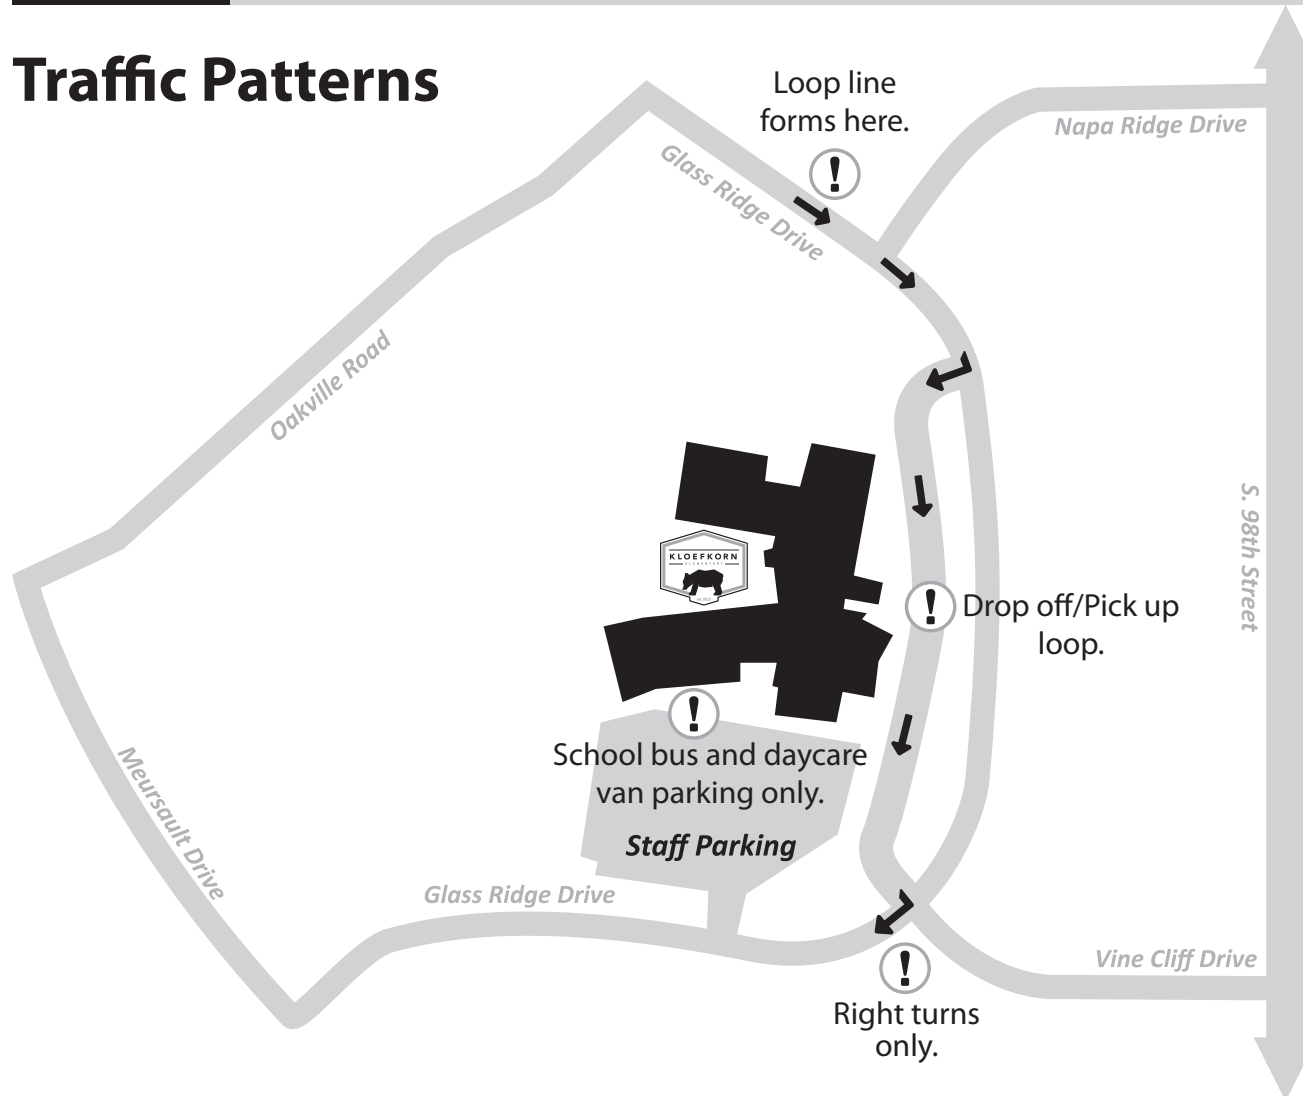 Traffic Patterns
Loop line
forms here.
Napa Ridge Drive
Glass Ridge Drive
Oakville Road
S. 98th Street
KLOEFKORN
ELEMENTARY
Drop off/Pick up
loop.
School bus and daycare
van parking only.
Staff Parking
Meursault Drive
Glass Ridge Drive
Vine Cliff Drive
Right turns
only.